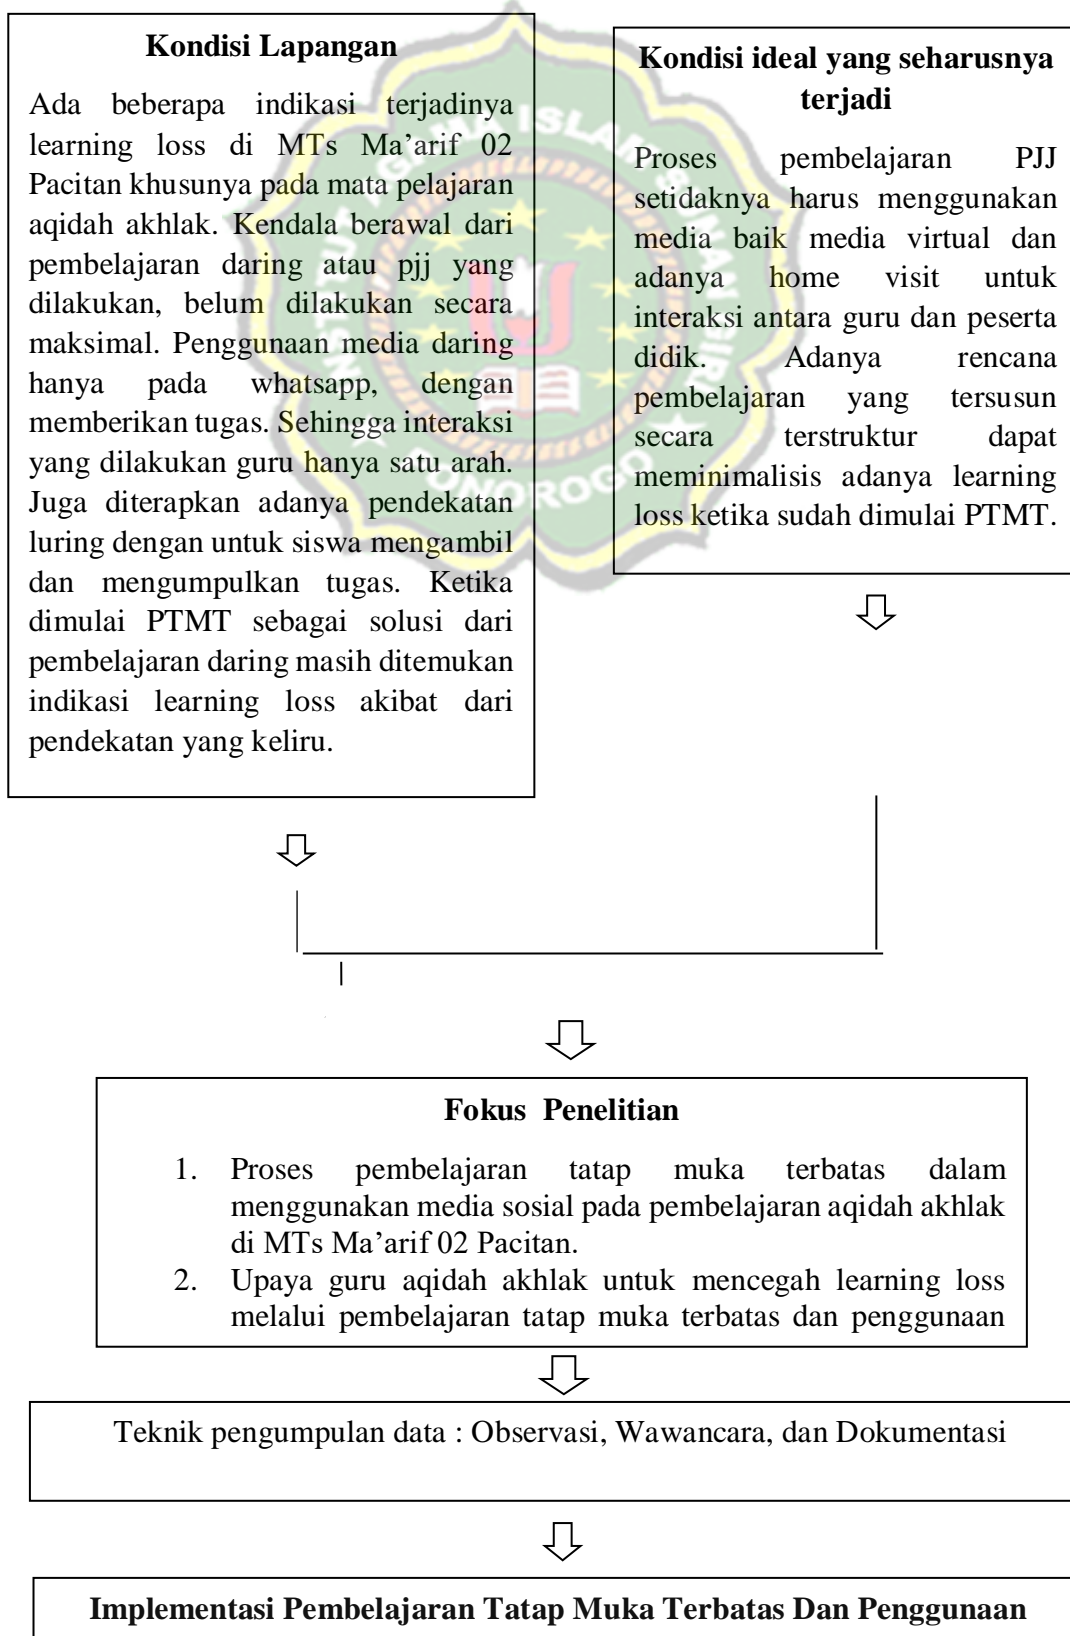 Kondisi Lapangan
Ada beberapa indikasi terjadinya
learning loss di MTs Ma’arif 02
Pacitan khusunya pada mata pelajaran
aqidah akhlak. Kendala berawal dari
pembelajaran daring atau pjj yang
dilakukan, belum dilakukan secara
maksimal. Penggunaan media daring
hanya pada whatsapp, dengan
memberikan tugas. Sehingga interaksi
yang dilakukan guru hanya satu arah.
Juga diterapkan adanya pendekatan
luring dengan untuk siswa mengambil
dan mengumpulkan tugas. Ketika
dimulai PTMT sebagai solusi dari
pembelajaran daring masih ditemukan
indikasi learning loss akibat dari
pendekatan yang keliru.
Kondisi ideal yang seharusnya
terjadi
Proses pembelajaran PJJ
setidaknya harus menggunakan
media baik media virtual dan
adanya home visit untuk
interaksi antara guru dan peserta
didik. Adanya rencana
pembelajaran yang tersusun
secara terstruktur dapat
meminimalisis adanya learning
loss ketika sudah dimulai PTMT.
INSTITUT AGAMA ISLAM SUNAN GIRI
PONOROGO
Fokus Penelitian
1. Proses pembelajaran tatap muka terbatas dalam
menggunakan media sosial pada pembelajaran aqidah akhlak
di MTs Ma’arif 02 Pacitan.
2. Upaya guru aqidah akhlak untuk mencegah learning loss
melalui pembelajaran tatap muka terbatas dan penggunaan
Teknik pengumpulan data : Observasi, Wawancara, dan Dokumentasi
Implementasi Pembelajaran Tatap Muka Terbatas Dan Penggunaan